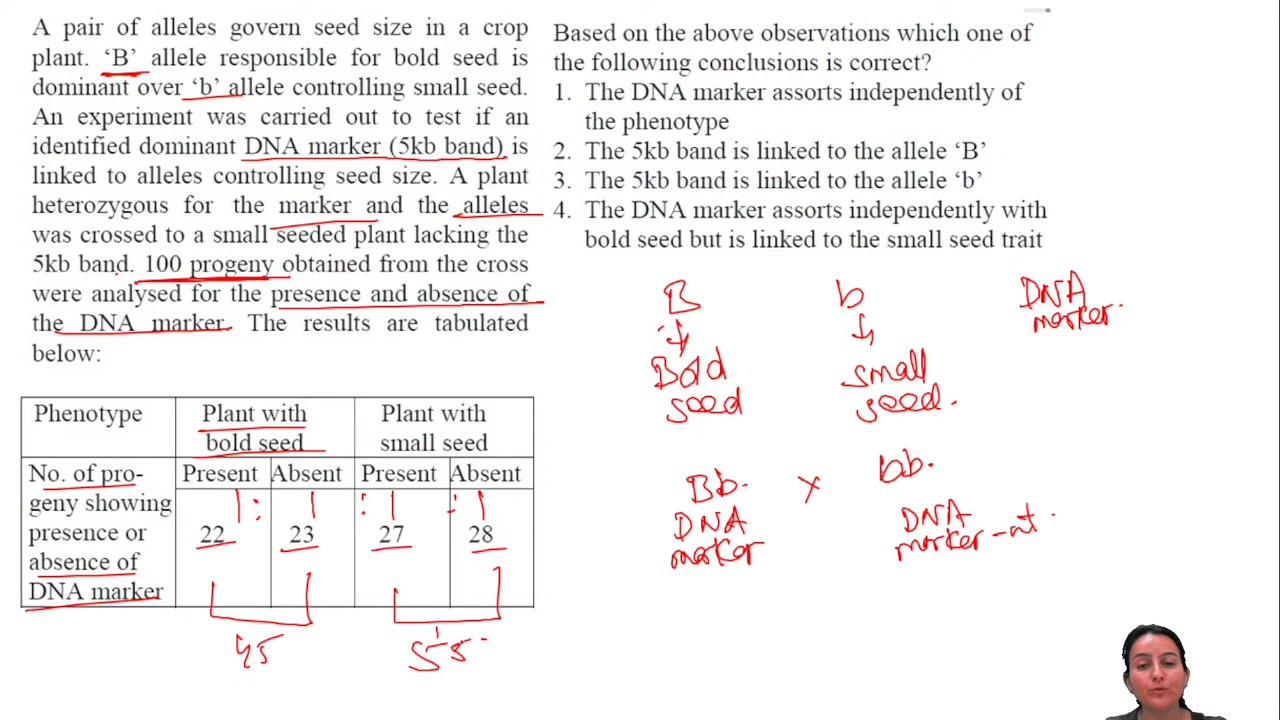 A pair of alleles govern seed size in a crop
plant. ‘B’ allele responsible for bold seed is
dominant over ‘b’ allele controlling small seed.
An experiment was carried out to test if an
identified dominant DNA marker (5kb band) is
linked to alleles controlling seed size. A plant
heterozygous for the marker and the alleles
was crossed to a small seeded plant lacking the
5kb band. 100 progeny obtained from the cross
were analysed for the presence and absence of
the DNA marker. The results are tabulated
below:
Phenotype
Plant with
bold seed
Plant with
small seed
No. of pro-
geny showing
presence or
absence of
DNA marker
Present
Absent
Present
Absent
1 : 1 : 1 : 1
22
23
27
28
45
55
Based on the above observations which one of
the following conclusions is correct?
1. The DNA marker assorts independently of
the phenotype
2. The 5kb band is linked to the allele ‘B’
3. The 5kb band is linked to the allele ‘b’
4. The DNA marker assorts independently with
bold seed but is linked to the small seed trait
B
Bold
seed
b
small
seed.
DNA
marker.
Bb.
DNA
marker
x
bb.
DNA
marker